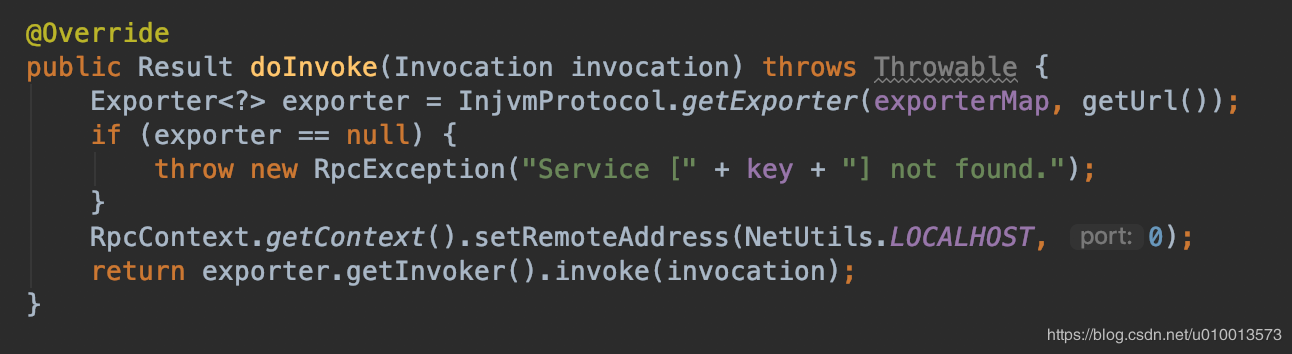 @Override
public Result doInvoke(Invocation invocation) throws Throwable {
    Exporter<?> exporter = InjvmProtocol.getExporter(exporterMap, getUrl());
    if (exporter == null) {
        throw new RpcException("Service [" + key + "] not found.");
    }
    RpcContext.getContext().setRemoteAddress(NetUtils.LOCALHOST, port: 0);
    return exporter.getInvoker().invoke(invocation);
}
https://blog.csdn.net/u010013573